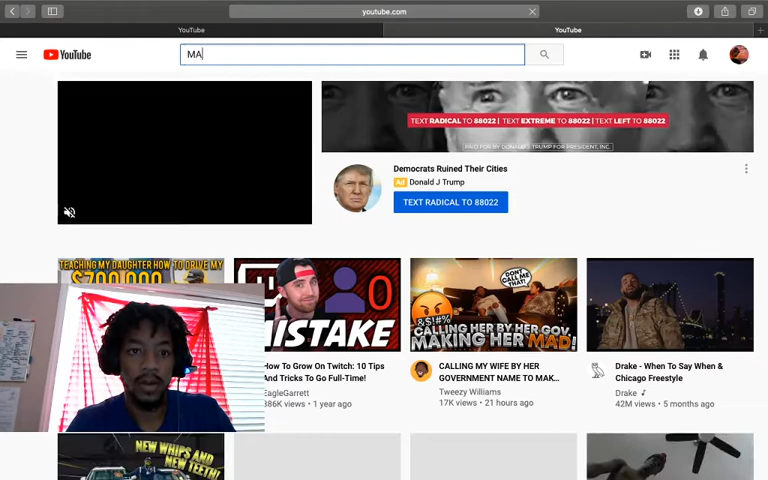 youtube.com
YouTube
YouTube
YouTube
MA
TEXT RADICAL TO 88022 | TEXT EXTREME TO 88022 | TEXT LEFT TO 88022
PAID FOR BY DONALD J. TRUMP FOR PRESIDENT, INC.
Democrats Ruined Their Cities
Ad Donald J Trump
TEXT RADICAL TO 88022
TEACHING MY DAUGHTER HOW TO DRIVE MY
$700,000
0
MISTAKE
DON'T CALL ME THAT!
&$!#%
CALLING HER BY HER GOV.
MAKING HER MAD!
How To Grow On Twitch: 10 Tips
And Tricks To Go Full-Time!
EagleGarrett
386K views • 1 year ago
CALLING MY WIFE BY HER
GOVERNMENT NAME TO MAK...
Tweezy Williams
17K views • 21 hours ago
Drake - When To Say When &
Chicago Freestyle
Drake
42M views • 5 months ago
NEW WHIPS AND
NEW TEETH!